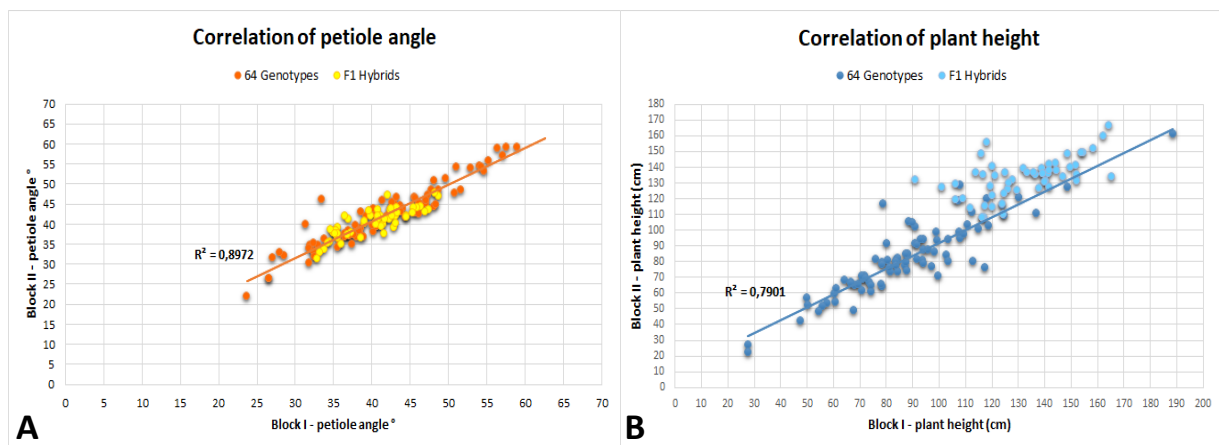 Correlation of petiole angle
64 Genotypes F1 Hybrids
70
65
60
55
50
45
40
35
30
25
20
15
10
5
0
Block II - petiole angle °
R² = 0,8972
0 5 10 15 20 25 30 35 40 45 50 55 60 65 70
Block I - petiole angle °
A
Correlation of plant height
64 Genotypes F1 Hybrids
180
170
160
150
140
130
120
110
100
90
80
70
60
50
40
30
20
10
0
Block II - plant height (cm)
R² = 0,7901
0 10 20 30 40 50 60 70 80 90 100 110 120 130 140 150 160 170 180 190 200
Block I - plant height (cm)
B